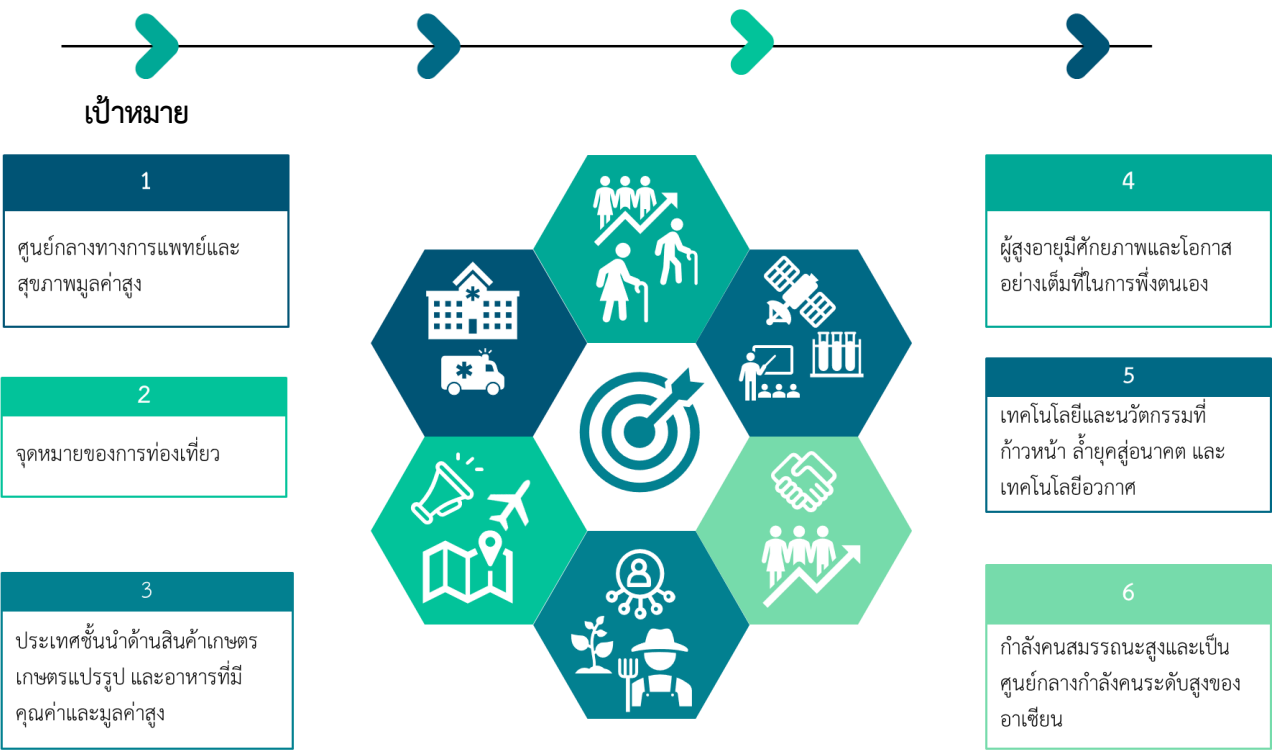 เป้าหมาย
1
ศูนย์กลางทางการแพทย์และ
สุขภาพมูลค่าสูง
2
จุดหมายของการท่องเที่ยว
3
ประเทศชั้นนำด้านสินค้าเกษตร
เกษตรแปรรูป และอาหารที่มี
คุณค่าและมูลค่าสูง
4
ผู้สูงอายุมีศักยภาพและโอกาส
อย่างเต็มที่ในการพึ่งตนเอง
5
เทคโนโลยีและนวัตกรรมที่
ก้าวหน้า ล้ำยุคสู่อนาคต และ
เทคโนโลยีอวกาศ
6
กำลังคนสมรรถนะสูงและเป็น
ศูนย์กลางกำลังคนระดับสูงของ
อาเซียน